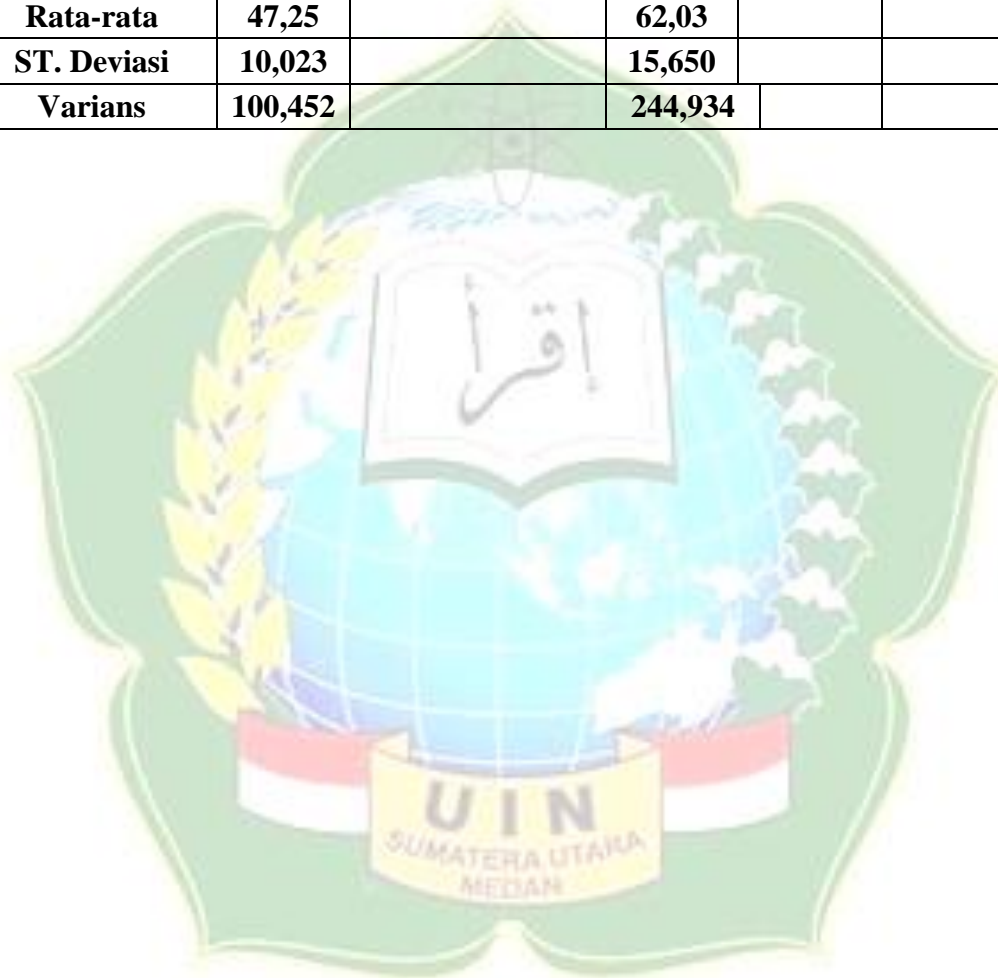 Rata-rata 47,25 62,03
ST. Deviasi 10,023 15,650
Varians 100,452 244,934
إقرأ
UIN
SUMATERA UTARA
MEDAN